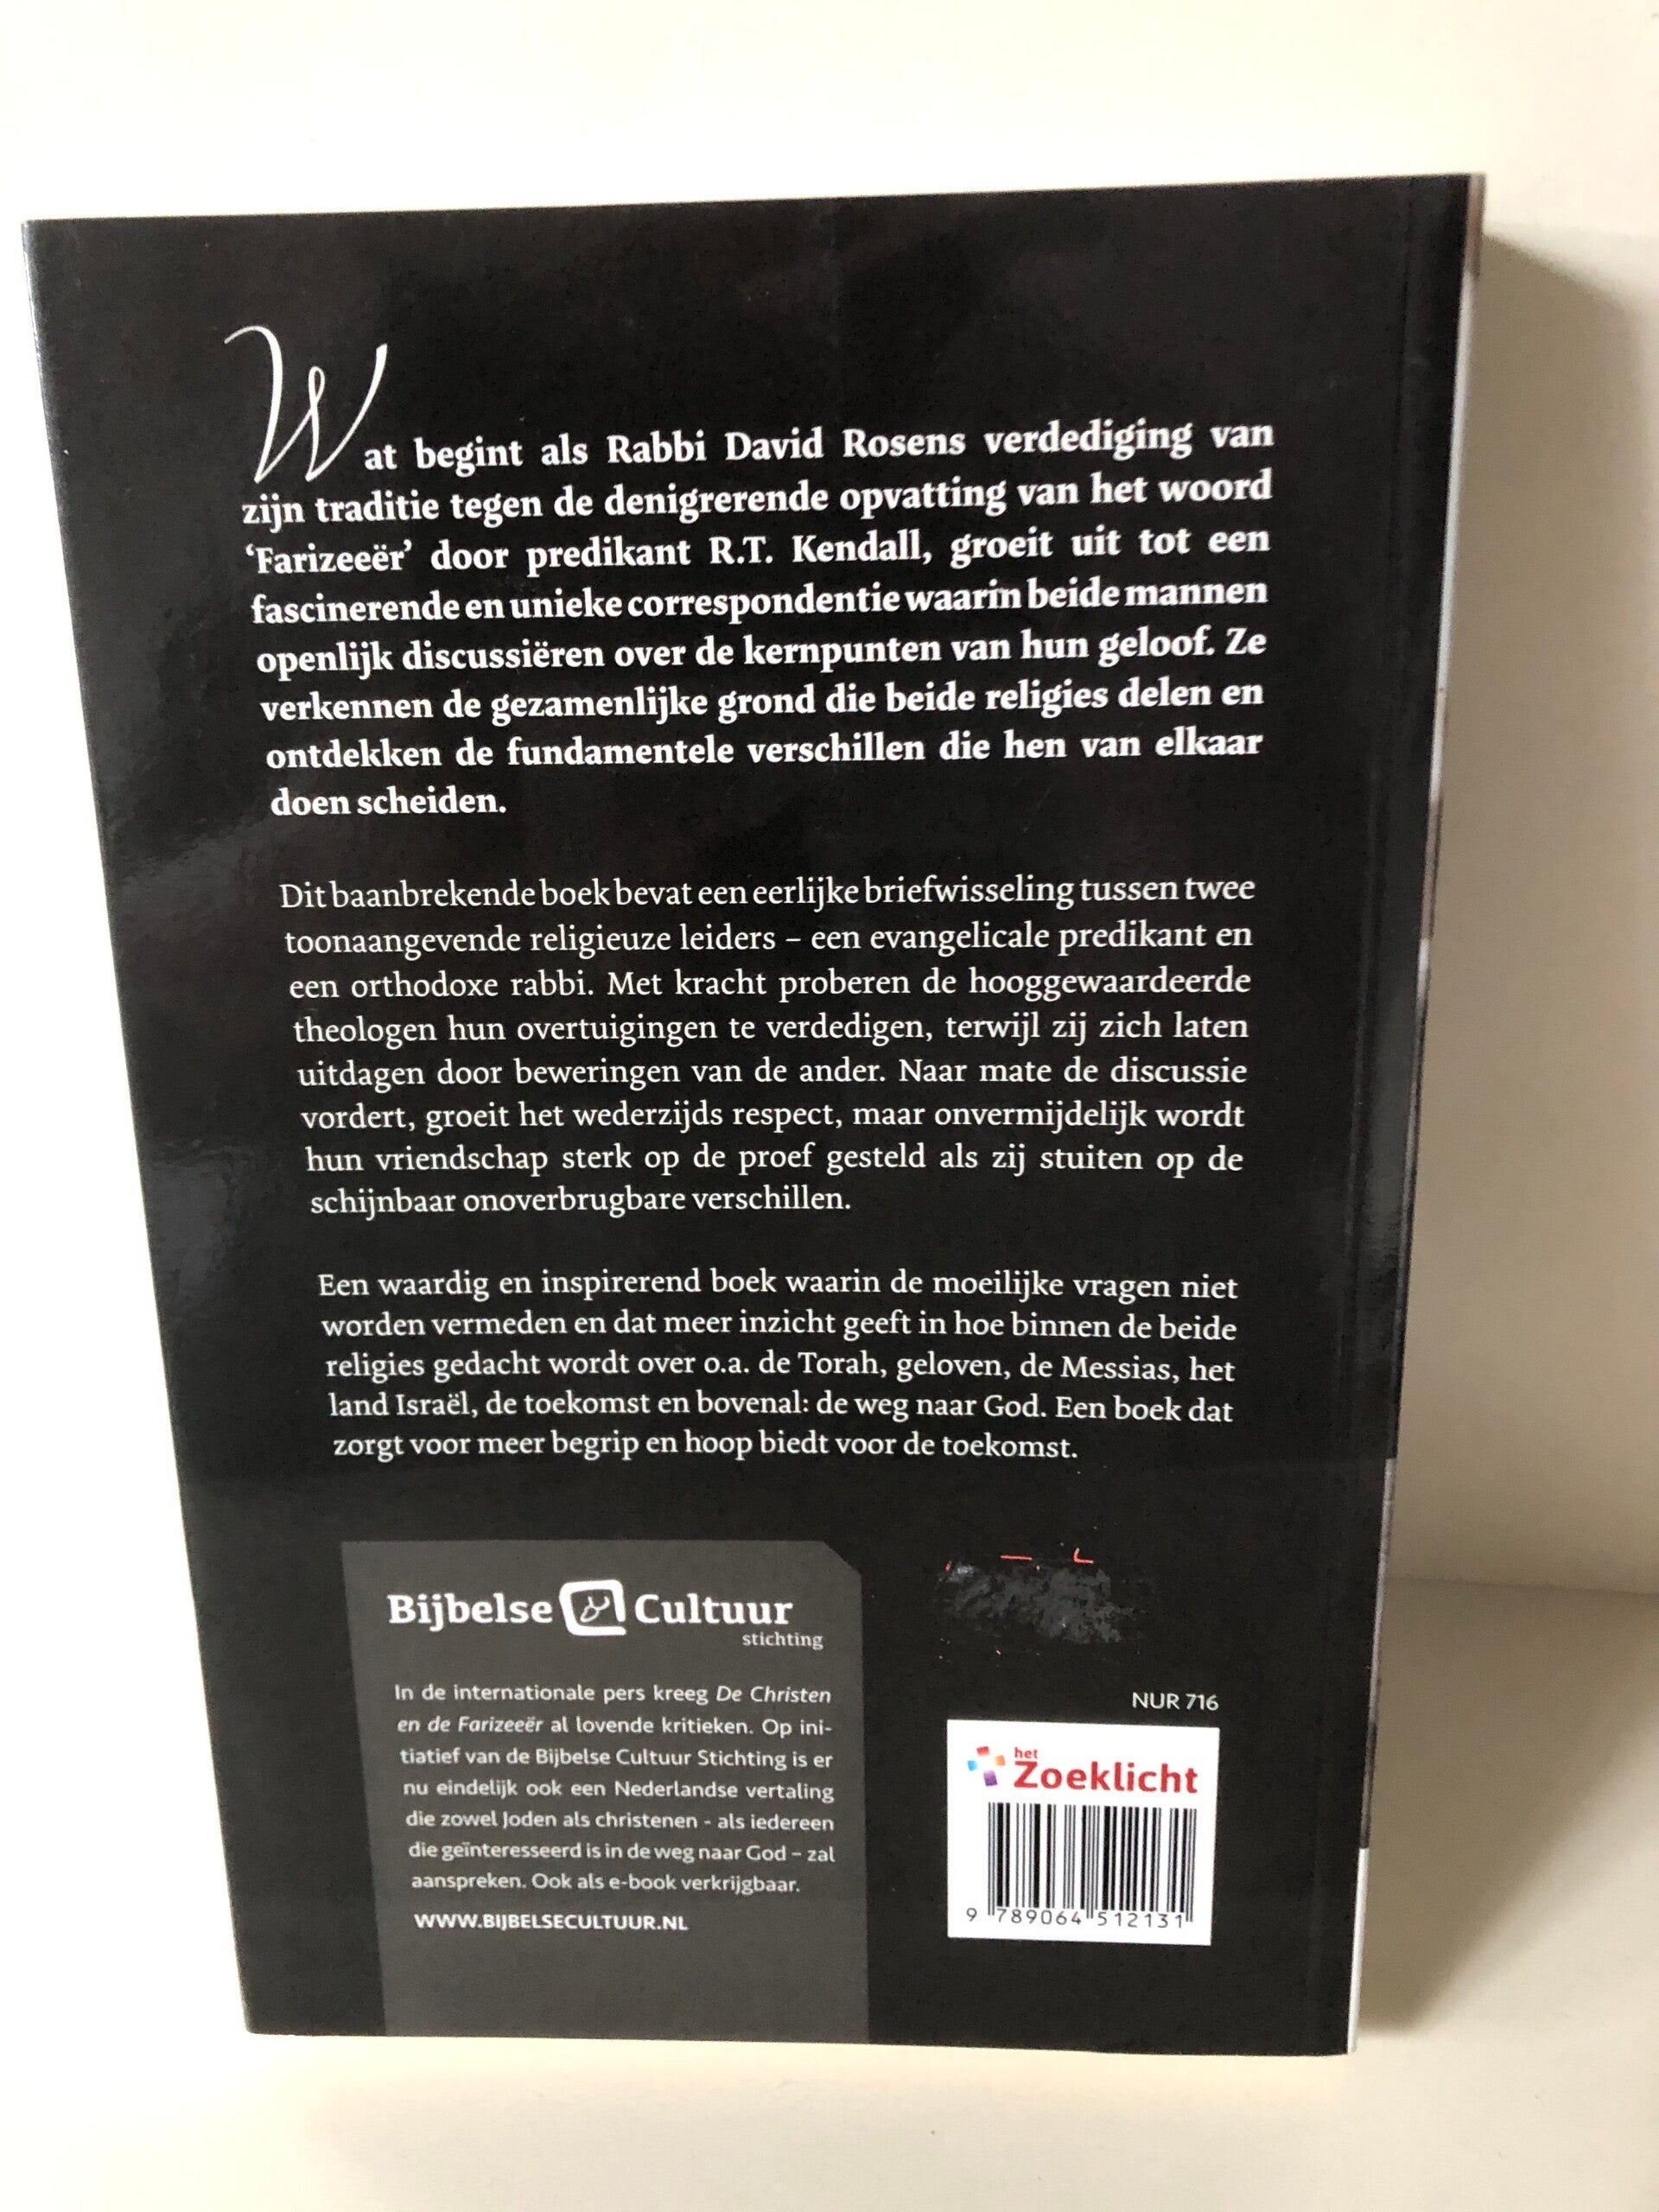 Wat begint als Rabbi David Rosens verdediging van
zijn traditie tegen de denigrerende opvatting van het woord
‘Farizeeër’ door predikant R.T. Kendall, groeit uit tot een
fascinerende en unieke correspondentie waarin beide mannen
openlijk discussiëren over de kernpunten van hun geloof. Ze
verkennen de gezamenlijke grond die beide religies delen en
ontdekken de fundamentele verschillen die hen van elkaar
doen scheiden.
Dit baanbrekende boek bevat een eerlijke briefwisseling tussen twee
toonaangevende religieuze leiders – een evangelicale predikant en
een orthodoxe rabbi. Met kracht proberen de hooggewaardeerde
theologen hun overtuigingen te verdedigen, terwijl zij zich laten
uitdagen door beweringen van de ander. Naar mate de discussie
vordert, groeit het wederzijds respect, maar onvermijdelijk wordt
hun vriendschap sterk op de proef gesteld als zij stuiten op de
schijnbaar onoverbrugbare verschillen.
Een waardig en inspirerend boek waarin de moeilijke vragen niet
worden vermeden en dat meer inzicht geeft in hoe binnen de beide
religies gedacht wordt over o.a. de Torah, geloven, de Messias, het
land Israël, de toekomst en bovenal: de weg naar God. Een boek dat
zorgt voor meer begrip en hoop biedt voor de toekomst.
Bijbelse Cultuur
stichting
In de internationale pers kreeg De Christen
en de Farizeeër al lovende kritieken. Op ini-
tiatief van de Bijbelse Cultuur Stichting is er
nu eindelijk ook een Nederlandse vertaling
die zowel Joden als christenen - als iedereen
die geïnteresseerd is in de weg naar God – zal
aanspreken. Ook als e-book verkrijgbaar.
WWW.BIJBELSECULTUUR.NL
NUR 716
het
Zoeklicht
9 789064 512131